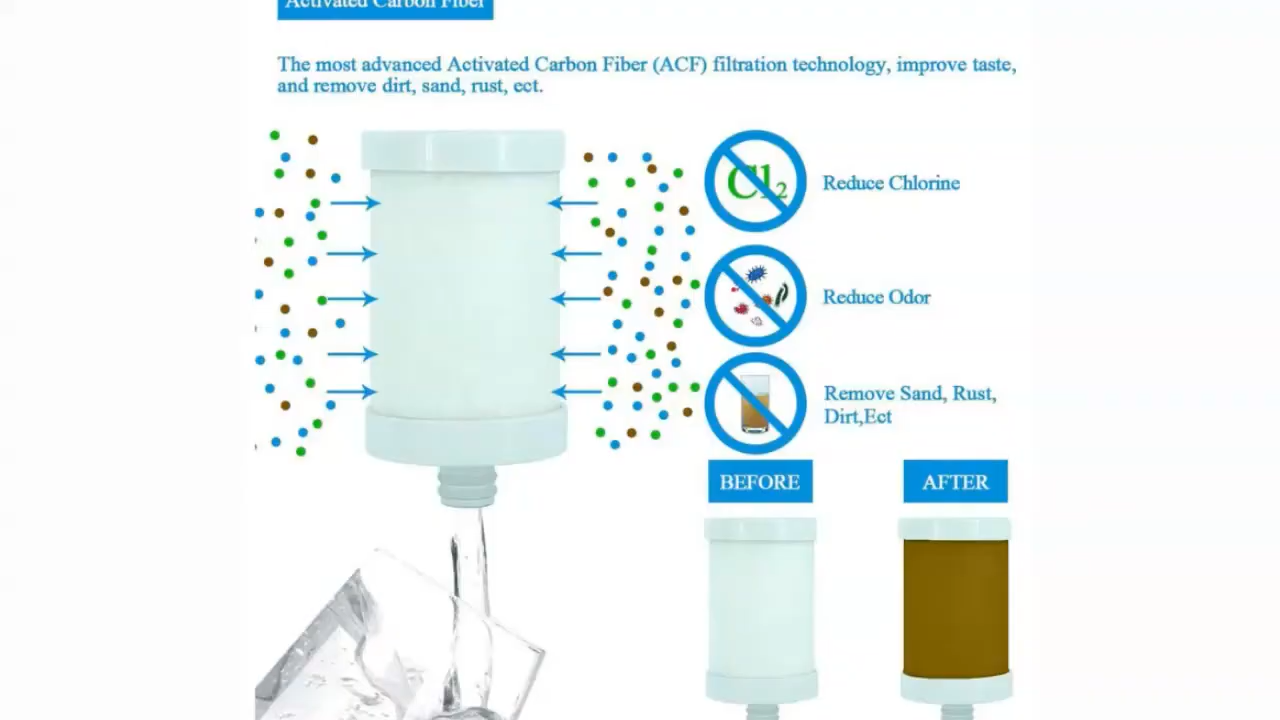 Activated Carbon Fiber
The most advanced Activated Carbon Fiber (ACF) filtration technology, improve taste,
and remove dirt, sand, rust, ect.
Cl2
Reduce Chlorine
Reduce Odor
Remove Sand, Rust,
Dirt,Ect
BEFORE
AFTER